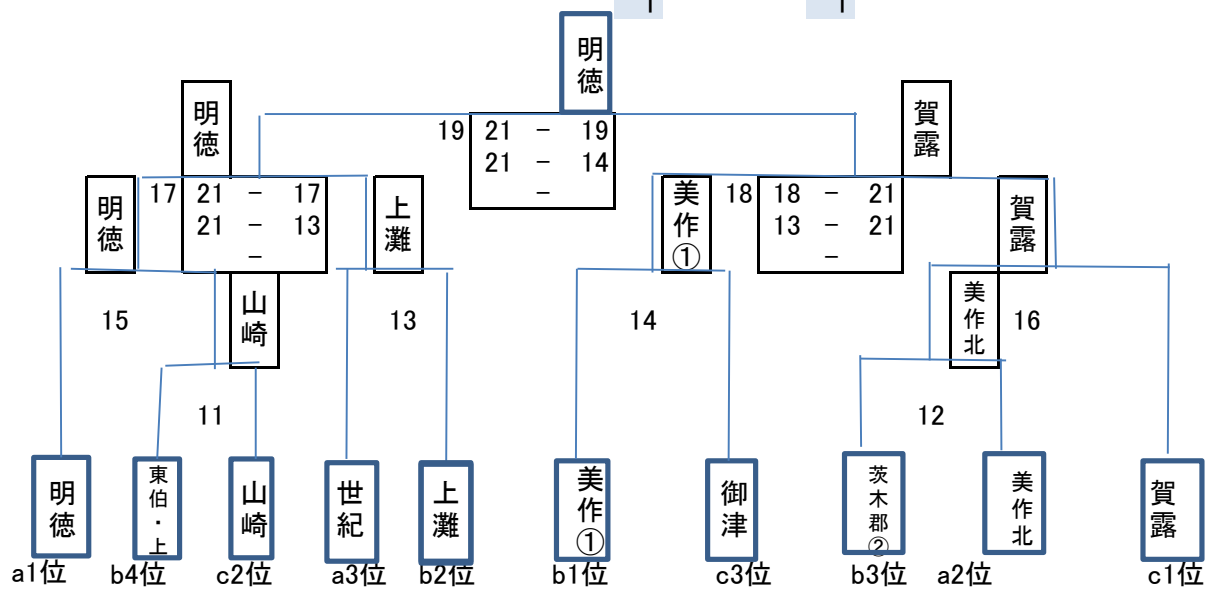 1 1
明徳
明徳
賀露
19 21 - 19
21 - 14
-
明徳
17 21 - 17
21 - 13
-
上灘
美作①
18 18 - 21
13 - 21
-
賀露
15
山崎
13
14
美作北
16
11
12
明徳
東伯・上
山崎
世紀
上灘
美作①
御津
茨木郡②
美作北
賀露
a1位 b4位 c2位 a3位 b2位 b1位 c3位 b3位 a2位 c1位